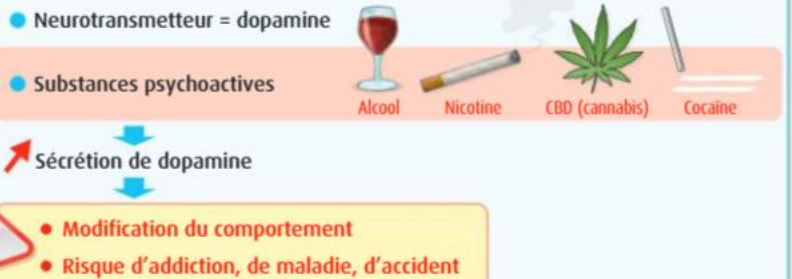 Neurotransmetteur = dopamine
Substances psychoactives
Alcool Nicotine CBD (cannabis) Cocaïne
Sécrétion de dopamine
Modification du comportement
Risque d'addiction, de maladie, d'accident